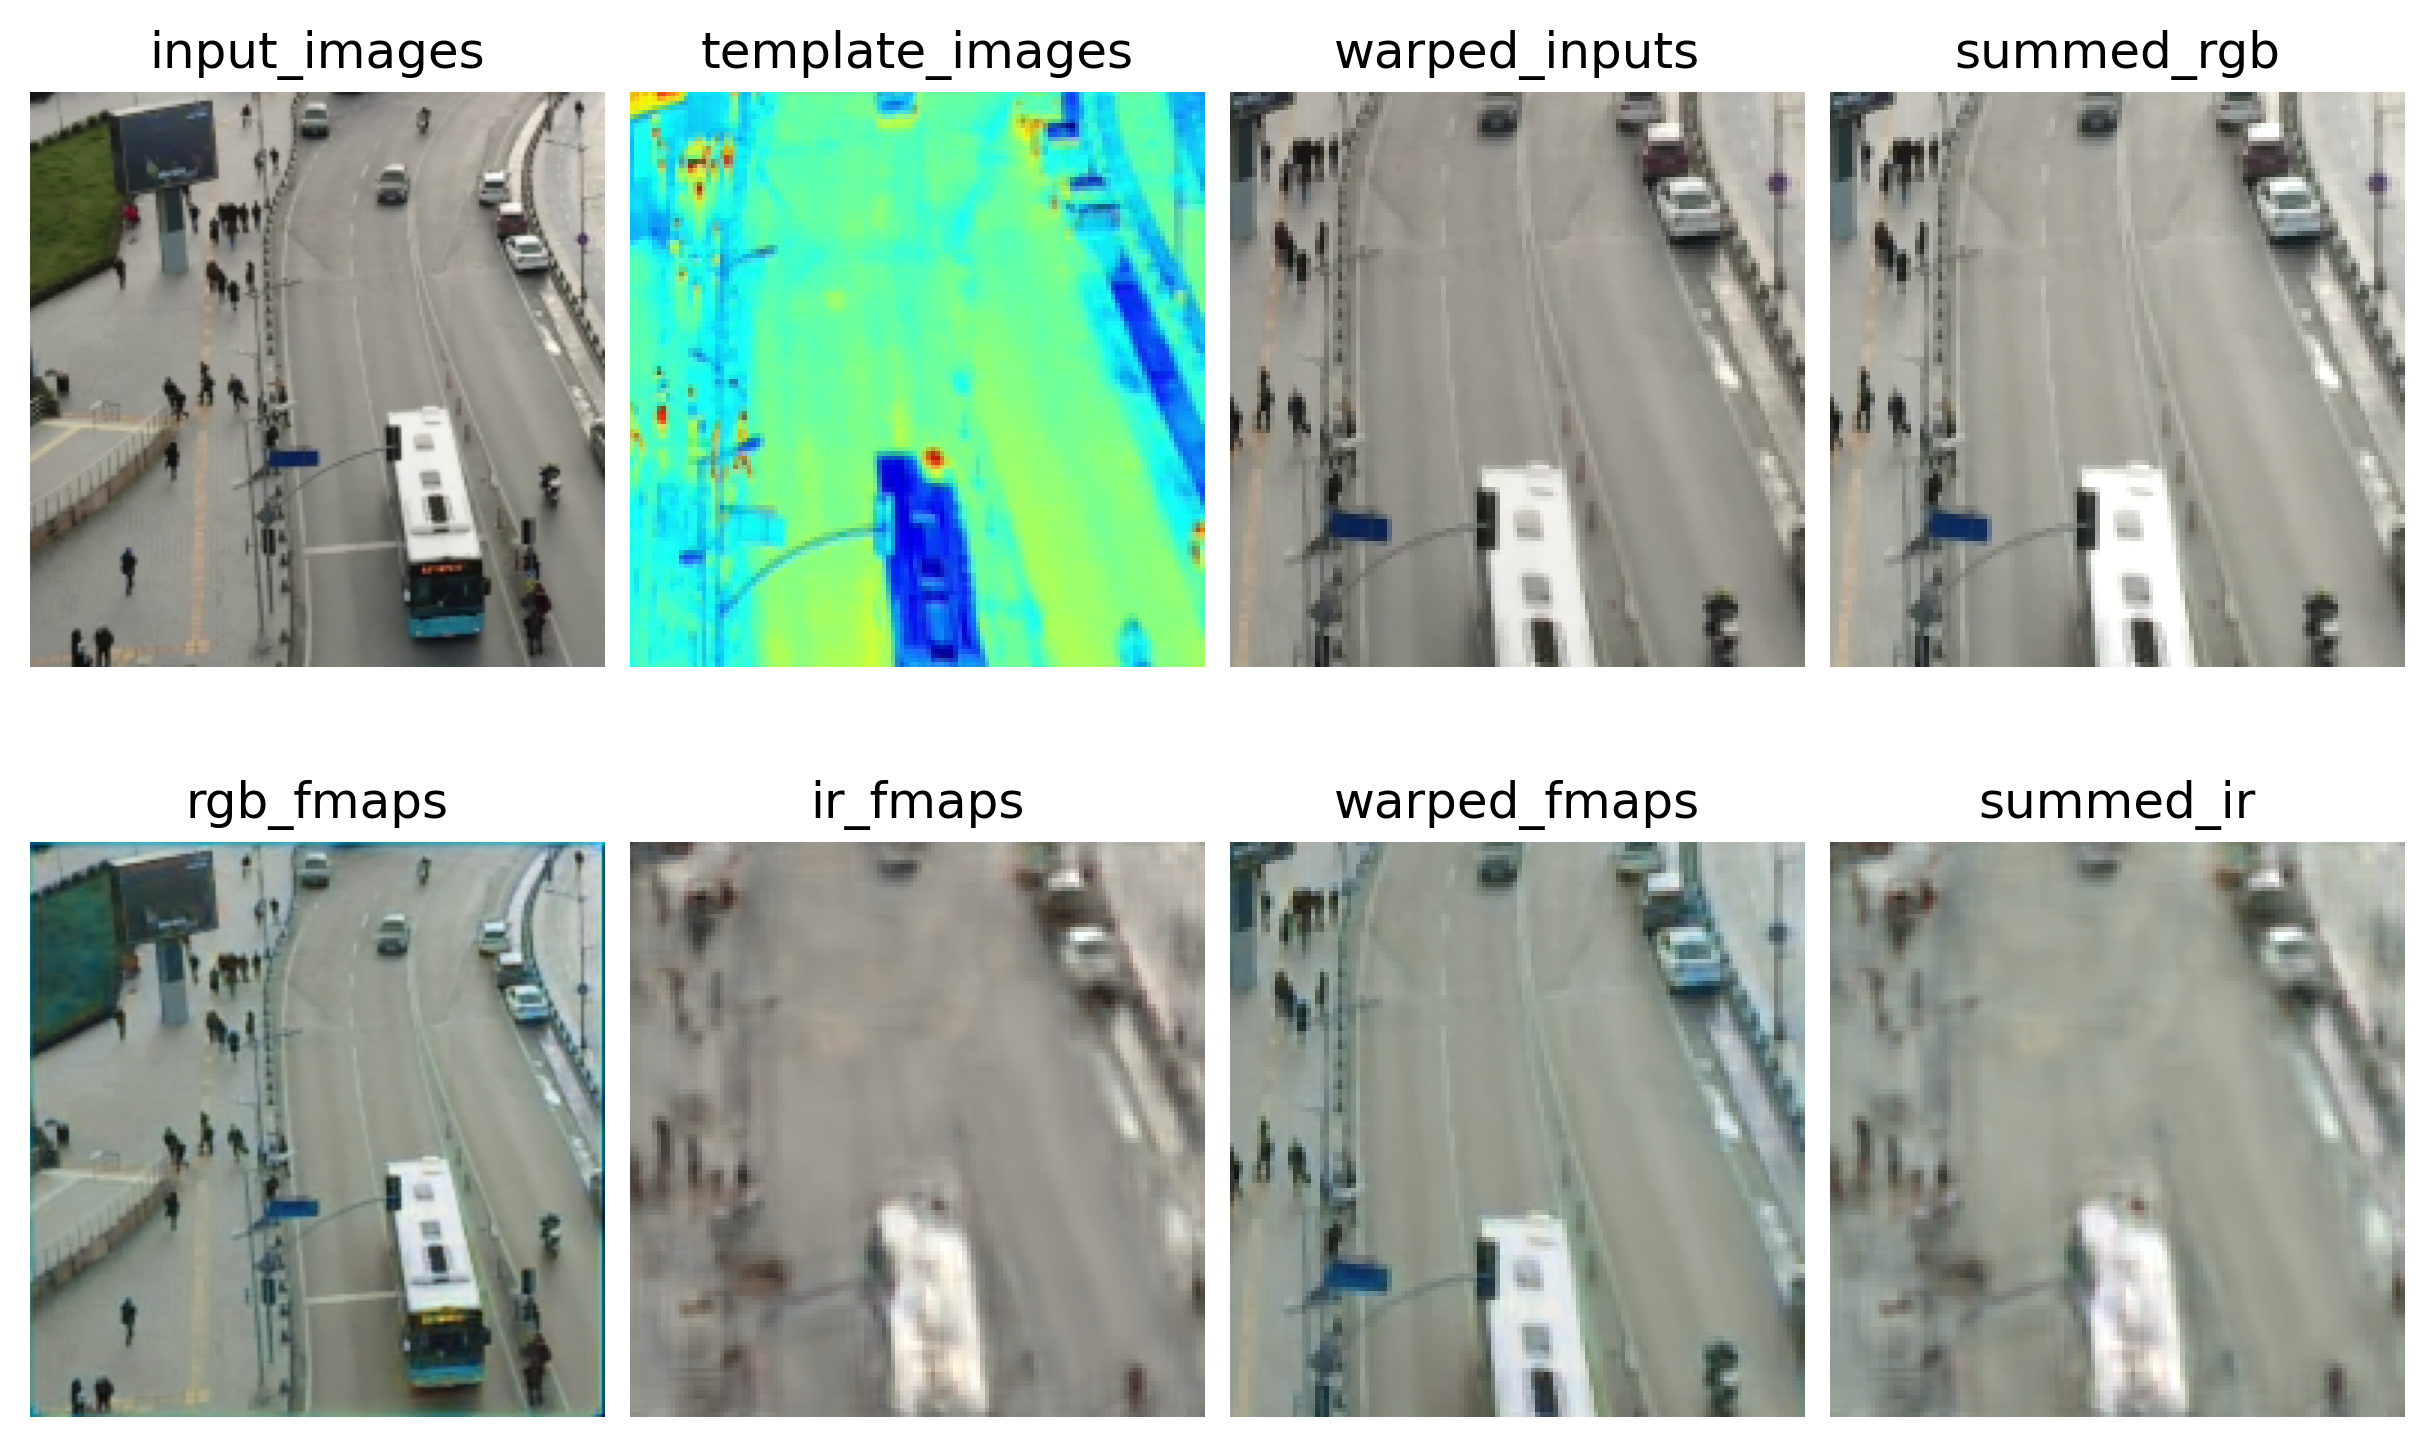 input_images
template_images
warped_inputs
summed_rgb
rgb_fmaps
ir_fmaps
warped_fmaps
summed_ir